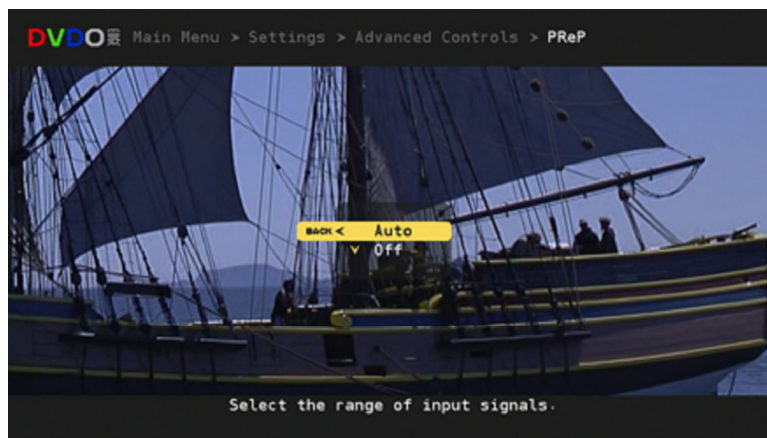 DVDO Main Menu > Settings > Advanced Controls > PReP
BACK < Auto
Off
Select the range of input signals.